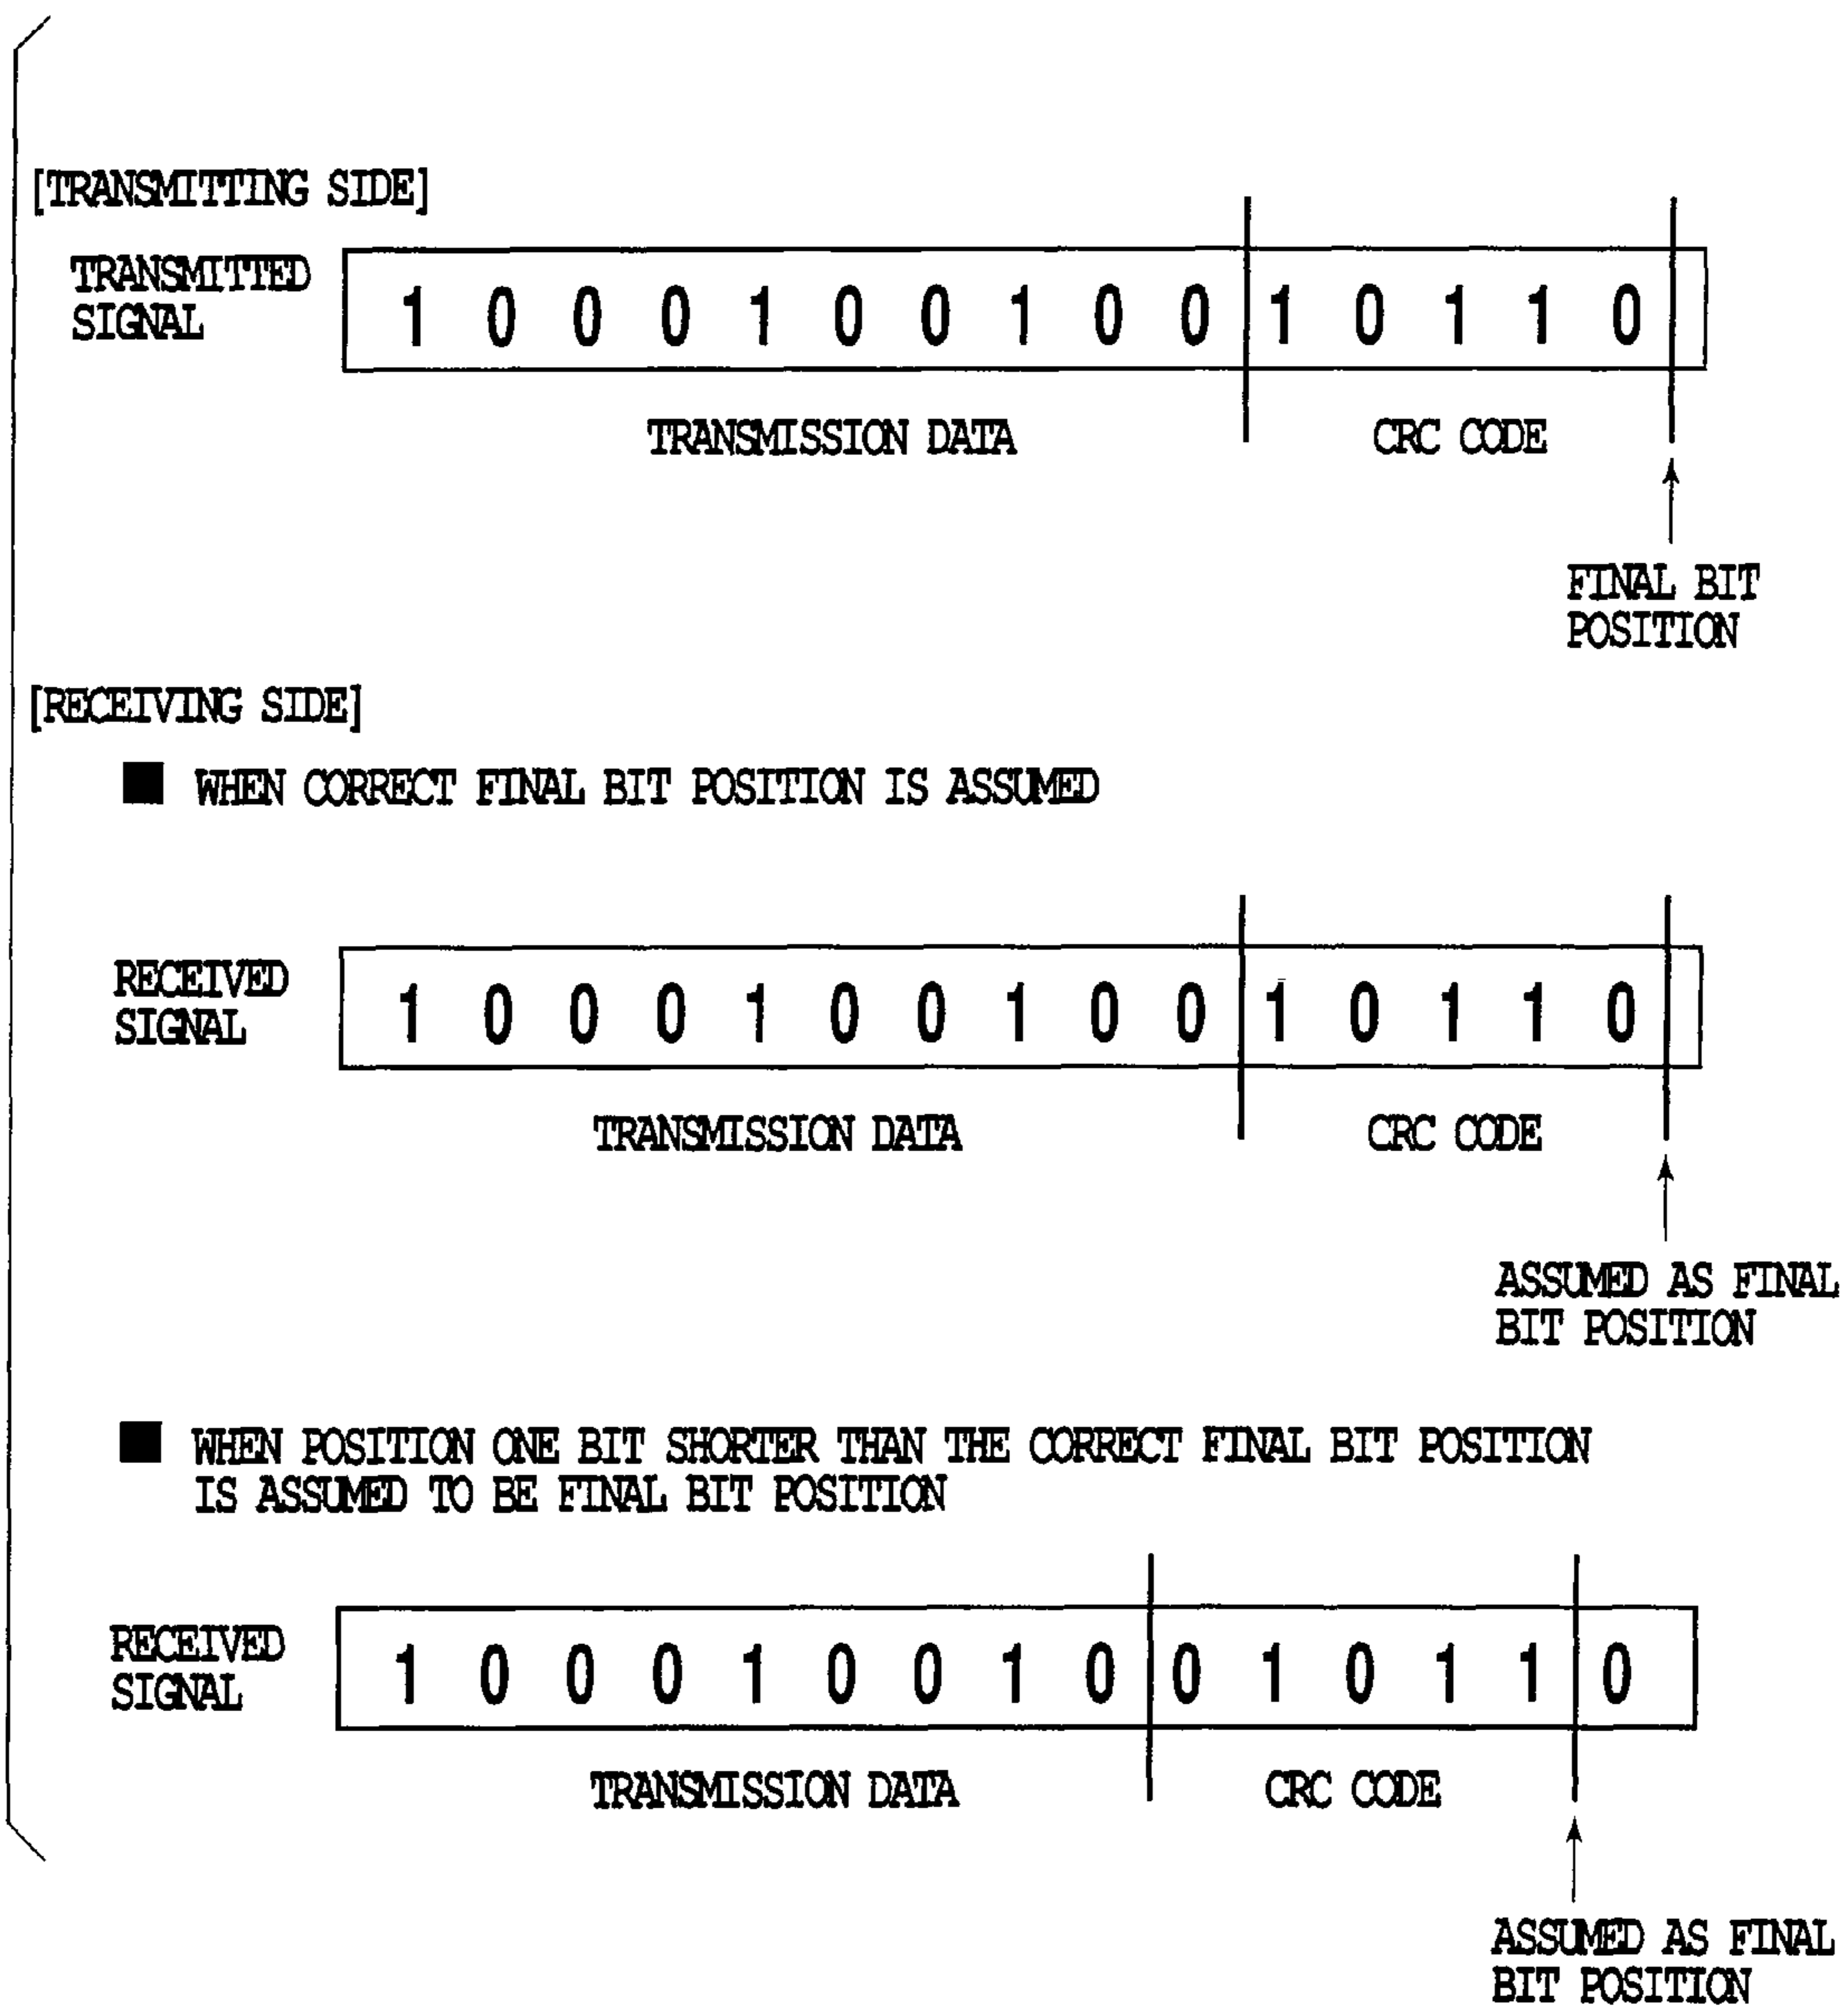 [TRANSMITTING SIDE]
TRANSMITTED
SIGNAL
1 0 0 0 1 0 0 1 0 0 1 0 1 1 0
TRANSMISSION DATA CRC CODE
FINAL BIT
POSITION
[RECEIVING SIDE]
■ WHEN CORRECT FINAL BIT POSITION IS ASSUMED
RECEIVED
SIGNAL
1 0 0 0 1 0 0 1 0 0 1 0 1 1 0
TRANSMISSION DATA CRC CODE
ASSUMED AS FINAL
BIT POSITION
■ WHEN POSITION ONE BIT SHORTER THAN THE CORRECT FINAL BIT POSITION
IS ASSUMED TO BE FINAL BIT POSITION
RECEIVED
SIGNAL
1 0 0 0 1 0 0 1 0 0 1 0 1 1 0
TRANSMISSION DATA CRC CODE
ASSUMED AS FINAL
BIT POSITION